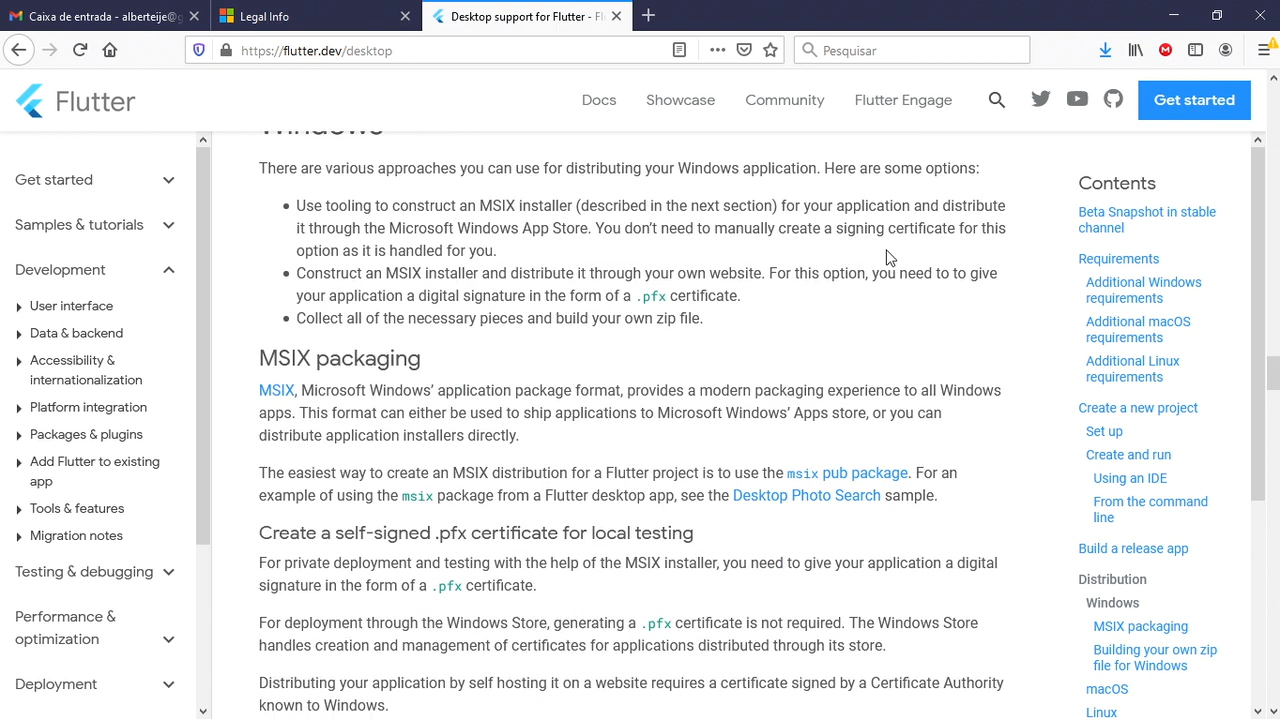 Caixa de entrada - alberteije@g
Legal Info
Desktop support for Flutter - Fl
https://flutter.dev/desktop
Pesquisar
Flutter
Docs
Showcase
Community
Flutter Engage
Get started
Get started
Samples & tutorials
Development
User interface
Data & backend
Accessibility &
internationalization
Platform integration
Packages & plugins
Add Flutter to existing
app
Tools & features
Migration notes
Testing & debugging
Performance &
optimization
Deployment
Windows
There are various approaches you can use for distributing your Windows application. Here are some options:
Use tooling to construct an MSIX installer (described in the next section) for your application and distribute
it through the Microsoft Windows App Store. You don't need to manually create a signing certificate for this
option as it is handled for you.
Construct an MSIX installer and distribute it through your own website. For this option, you need to to give
your application a digital signature in the form of a .pfx certificate.
Collect all of the necessary pieces and build your own zip file.
MSIX packaging
MSIX, Microsoft Windows' application package format, provides a modern packaging experience to all Windows
apps. This format can either be used to ship applications to Microsoft Windows' Apps store, or you can
distribute application installers directly.
The easiest way to create an MSIX distribution for a Flutter project is to use the msix pub package. For an
example of using the msix package from a Flutter desktop app, see the Desktop Photo Search sample.
Create a self-signed .pfx certificate for local testing
For private deployment and testing with the help of the MSIX installer, you need to give your application a digital
signature in the form of a .pfx certificate.
For deployment through the Windows Store, generating a .pfx certificate is not required. The Windows Store
handles creation and management of certificates for applications distributed through its store.
Distributing your application by self hosting it on a website requires a certificate signed by a Certificate Authority
known to Windows.
Contents
Beta Snapshot in stable
channel
Requirements
Additional Windows
requirements
Additional macOS
requirements
Additional Linux
requirements
Create a new project
Set up
Create and run
Using an IDE
From the command
line
Build a release app
Distribution
Windows
MSIX packaging
Building your own zip
file for Windows
macOS
Linux